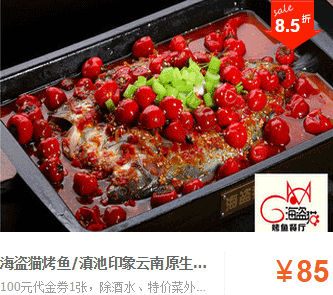 sale
8.5折
海盗猫
烤鱼餐厅
海盗猫烤鱼/滇池印象云南原生...
¥85
100元代金券1张，除酒水、特价菜外...